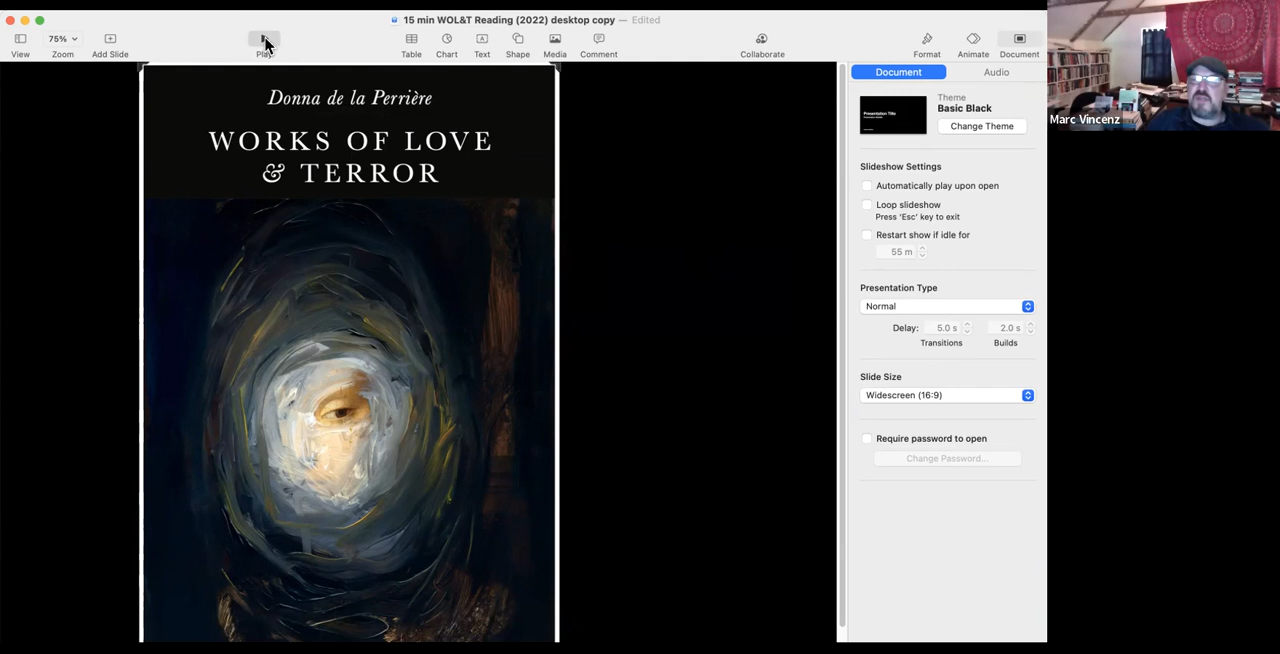 15 min WOL&T Reading (2022) desktop copy — Edited
75%
View
Zoom
Add Slide
Play
Table
Chart
Text
Shape
Media
Comment
Collaborate
Format
Animate
Document
Donna de la Perrière
WORKS OF LOVE
& TERROR
Document
Audio
Theme
Basic Black
Change Theme
Presentation Title
Slideshow Settings
Automatically play upon open
Loop slideshow
Press 'Esc' key to exit
Restart show if idle for
55 m
Presentation Type
Normal
Delay:
5.0 s
2.0 s
Transitions
Builds
Slide Size
Widescreen (16:9)
Require password to open
Change Password...
Marc Vincenz